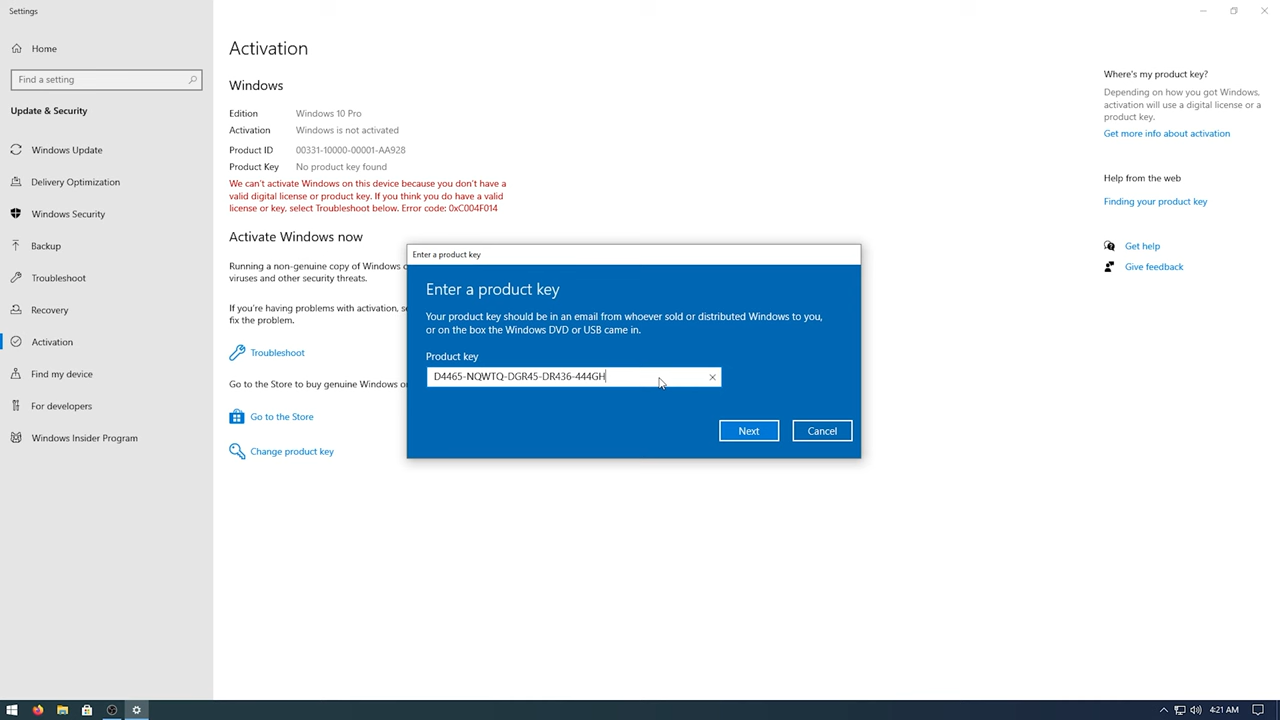 Settings
Home
Find a setting
Update & Security
Windows Update
Delivery Optimization
Windows Security
Backup
Troubleshoot
Recovery
Activation
Find my device
For developers
Windows Insider Program
Activation
Windows
Edition Windows 10 Pro
Activation Windows is not activated
Product ID 00331-10000-00001-AA928
Product Key No product key found
We can't activate Windows on this device because you don't have a
valid digital license or product key. If you think you do have a valid
license or key, select Troubleshoot below. Error code: 0xC004F014
Activate Windows now
Running a non-genuine copy of Windows c
viruses and other security threats.
If you're having problems with activation, se
fix the problem.
Troubleshoot
Go to the Store to buy genuine Windows or
Go to the Store
Change product key
Enter a product key
Enter a product key
Your product key should be in an email from whoever sold or distributed Windows to you,
or on the box the Windows DVD or USB came in.
Product key
D4465-NQWTQ-DGR45-DR436-444GH
Next
Cancel
Where's my product key?
Depending on how you got Windows,
activation will use a digital license or a
product key.
Get more info about activation
Help from the web
Finding your product key
Get help
Give feedback
4:21 AM